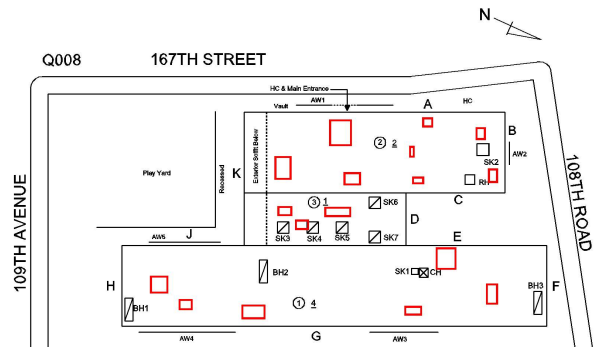 N
Q008 167TH STREET
HC & Main Entrance
Vault AW1 A HC
B
2 2
Exterior Soffit Below
SK2 AW2
Play Yard
Recessed
K
RH
C
108TH ROAD
109TH AVENUE
3 1 SK6
D
SK3 SK4 SK5 SK7
J
AW5
E
H BH1
BH2
SK1 CH
BH3 F
1 4
AW4 G AW3